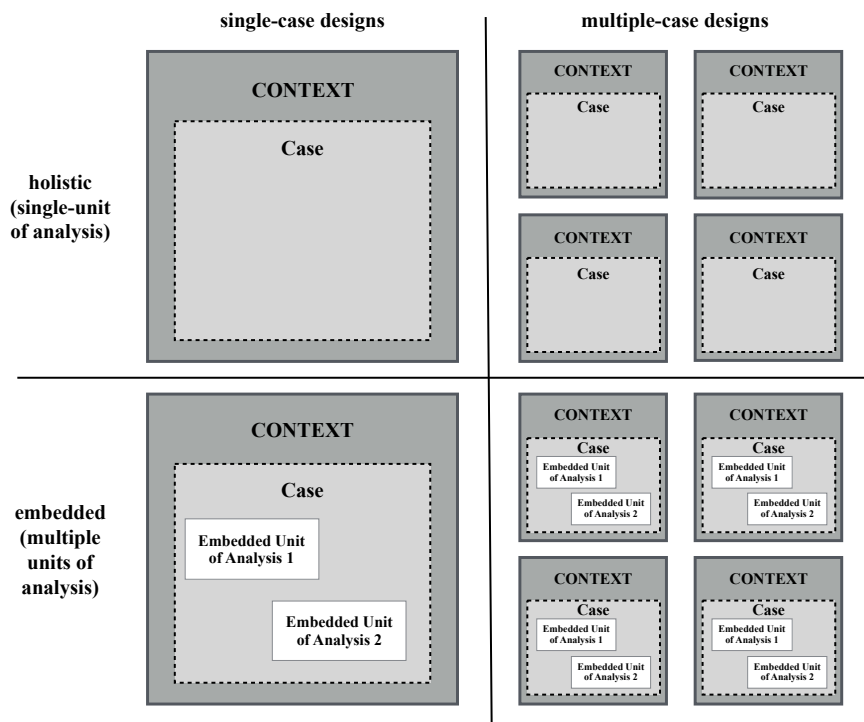 single-case designs
multiple-case designs
holistic
(single-unit
of analysis)
CONTEXT
Case
CONTEXT
Case
CONTEXT
Case
CONTEXT
Case
CONTEXT
Case
embedded
(multiple
units of
analysis)
CONTEXT
Case
Embedded Unit
of Analysis 1
Embedded Unit
of Analysis 2
CONTEXT
Case
Embedded Unit
of Analysis 1
Embedded Unit
of Analysis 2
CONTEXT
Case
Embedded Unit
of Analysis 1
Embedded Unit
of Analysis 2
CONTEXT
Case
Embedded Unit
of Analysis 1
Embedded Unit
of Analysis 2
CONTEXT
Case
Embedded Unit
of Analysis 1
Embedded Unit
of Analysis 2